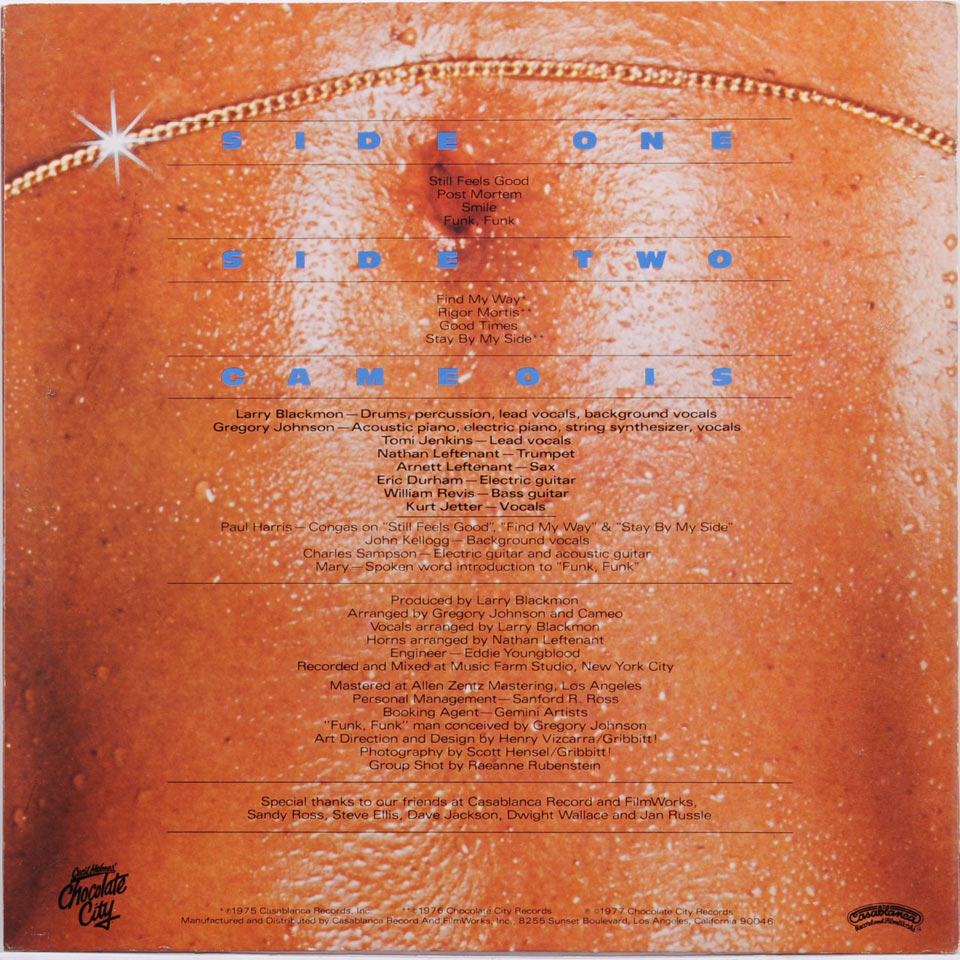 SIDE ONE
Still Feels Good
Post Mortem
Smile
Funk, Funk
SIDE TWO
Find My Way*
Rigor Mortis**
Good Times
Stay By My Side**
CAMEO IS
Larry Blackmon—Drums, percussion, lead vocals, background vocals
Gregory Johnson—Acoustic piano, electric piano, string synthesizer, vocals
Tomi Jenkins—Lead vocals
Nathan Leftenant—Trumpet
Arnett Leftenant—Sax
Eric Durham—Electric guitar
William Revis—Bass guitar
Kurt Jetter—Vocals
Paul Harris—Congas on "Still Feels Good", "Find My Way" & "Stay By My Side"
John Kellogg—Background vocals
Charles Sampson—Electric guitar and acoustic guitar
Mary—Spoken word introduction to "Funk, Funk"
Produced by Larry Blackmon
Arranged by Gregory Johnson and Cameo
Vocals arranged by Larry Blackmon
Horns arranged by Nathan Leftenant
Engineer—Eddie Youngblood
Recorded and Mixed at Music Farm Studio, New York City
Mastered at Allen Zentz Mastering, Los Angeles
Personal Management—Sanford R. Ross
Booking Agent—Gemini Artists
"Funk, Funk" man conceived by Gregory Johnson
Art Direction and Design by Henry Vizcarra/Gribbitt!
Photography by Scott Hensel/Gribbitt!
Group Shot by Raeanne Rubenstein
Special thanks to our friends at Casablanca Record and FilmWorks,
Sandy Ross, Steve Ellis, Dave Jackson, Dwight Wallace and Jan Russle
Cecil Holmes'
Chocolate
City
*℗1975 Casablanca Records, Inc. **℗1976 Chocolate City Records ℗ ©1977 Chocolate City Records
Manufactured and Distributed by Casablanca Record And FilmWorks, Inc., 8255 Sunset Boulevard, Los Angeles, California 90046
Casablanca
Record and FilmWorks